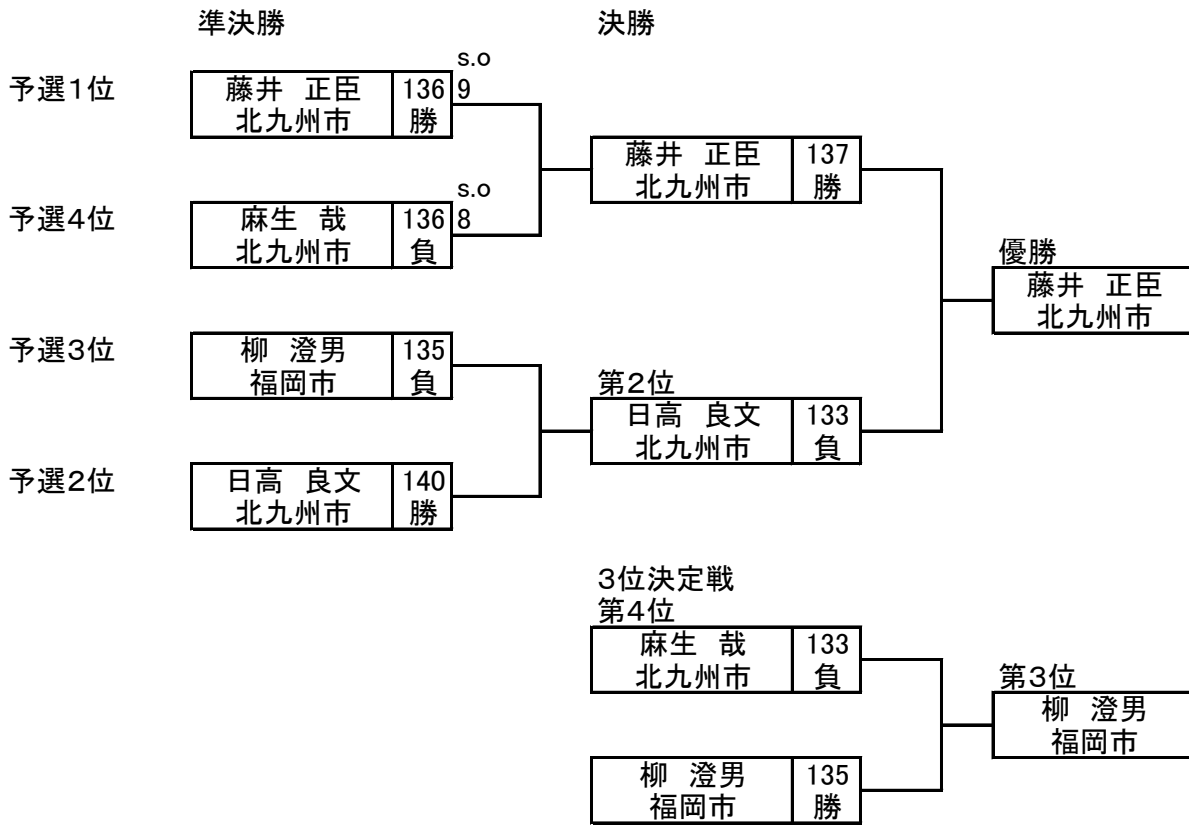 準決勝
決勝
予選1位
藤井 正臣 136 s.o 9
北九州市 勝
藤井 正臣 137
北九州市 勝
予選4位
麻生 哉 136 s.o 8
北九州市 負
優勝
藤井 正臣
北九州市
予選3位
柳 澄男 135
福岡市 負
第2位
日高 良文 133
北九州市 負
予選2位
日高 良文 140
北九州市 勝
3位決定戦
第4位
麻生 哉 133
北九州市 負
第3位
柳 澄男
福岡市
柳 澄男 135
福岡市 勝